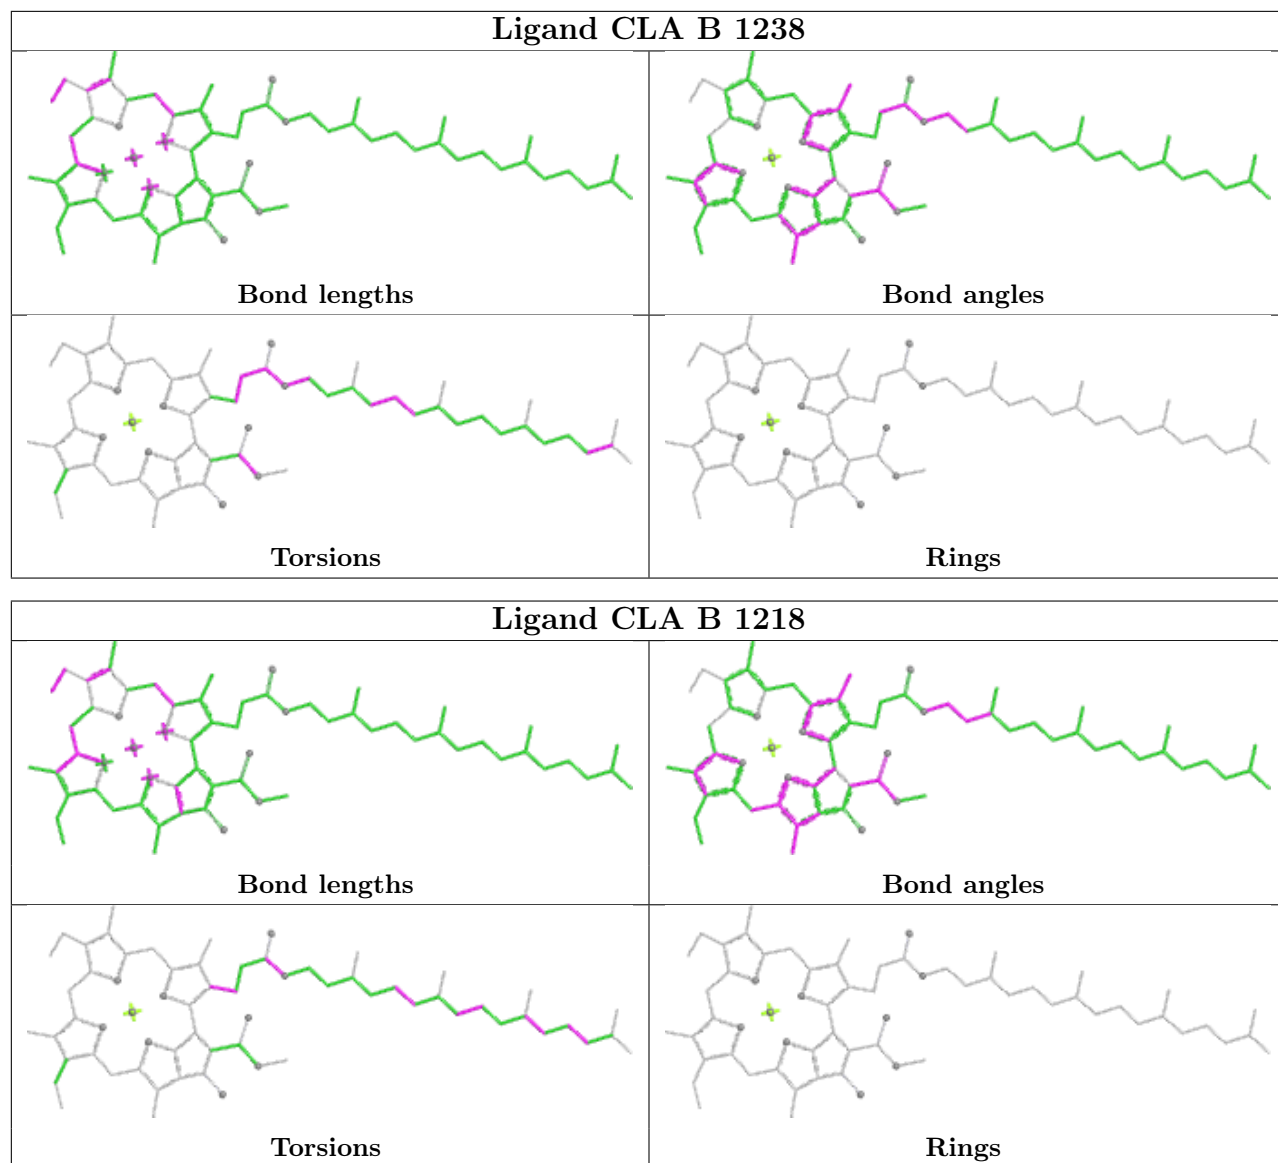 Ligand CLA B 1238
Bond lengths
Bond angles
Torsions
Rings
Ligand CLA B 1218
Bond lengths
Bond angles
Torsions
Rings